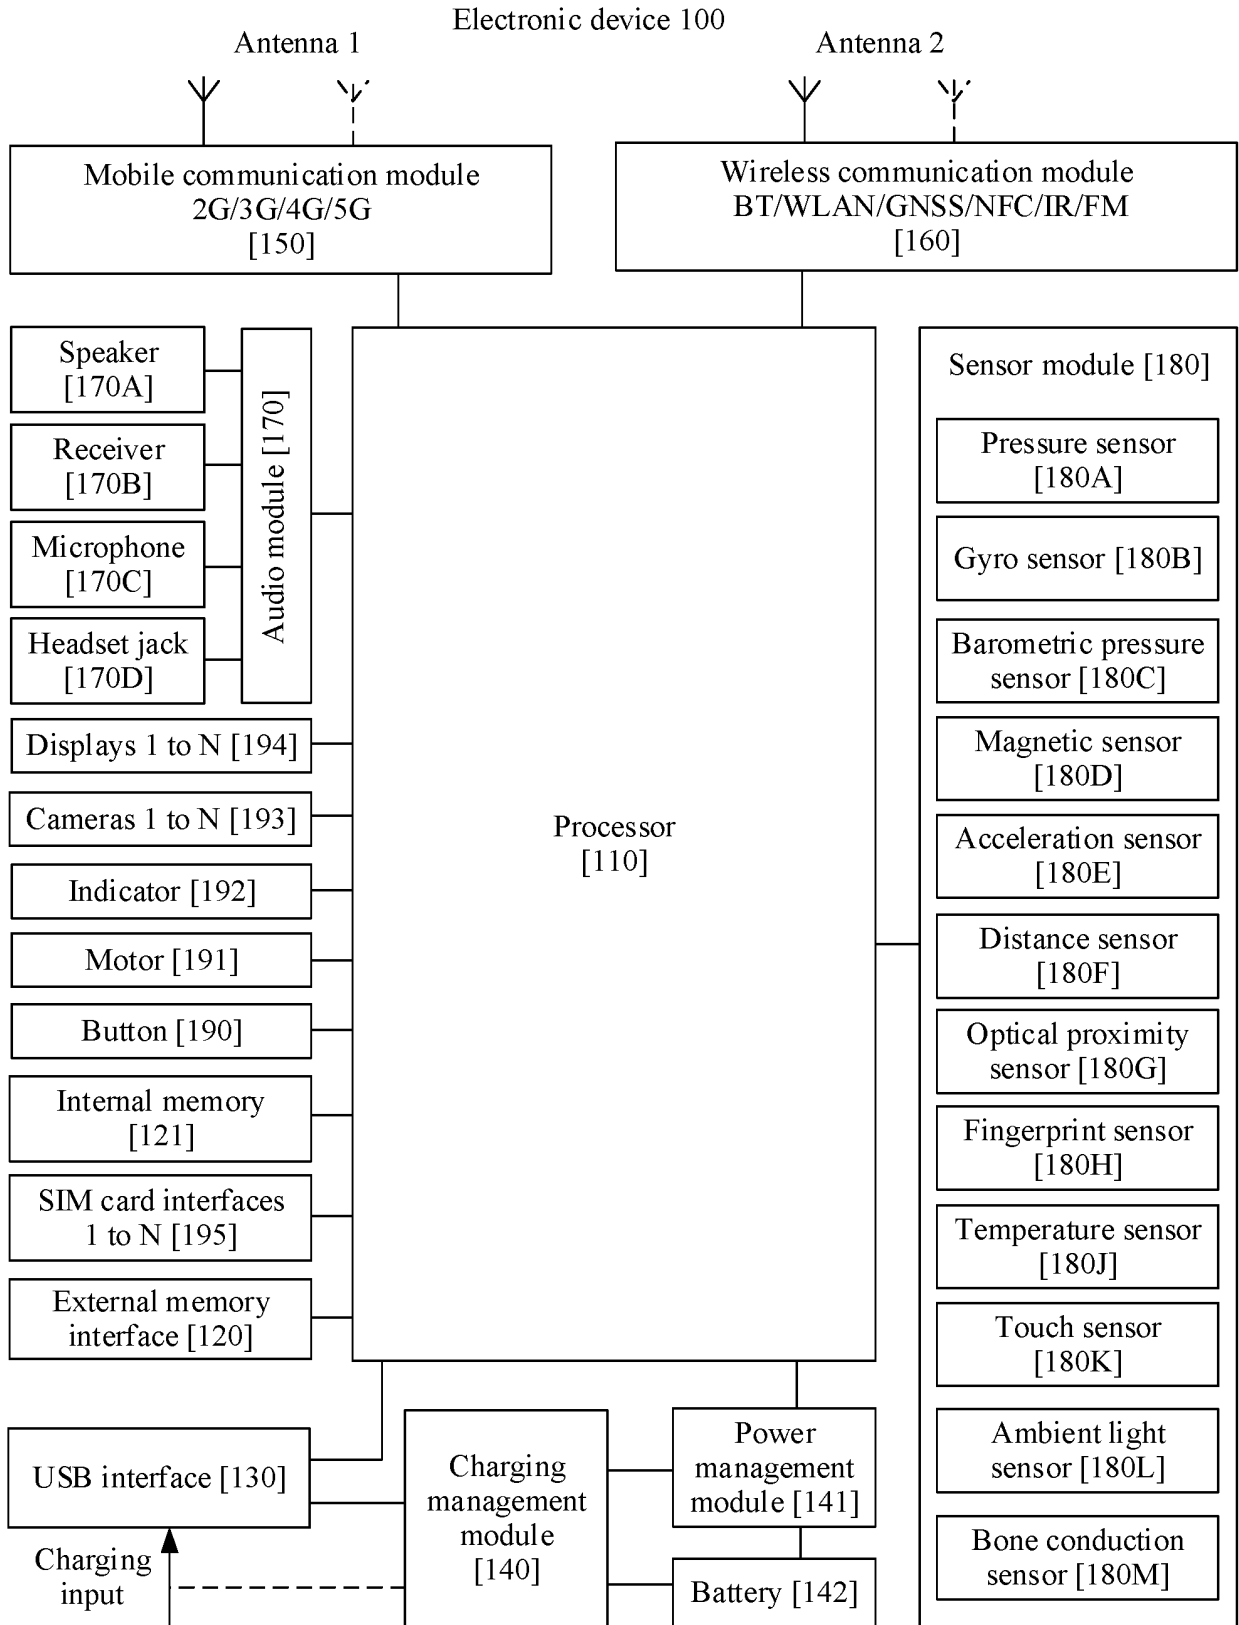 Electronic device 100
Antenna 1
Antenna 2
Mobile communication module
2G/3G/4G/5G
[150]
Wireless communication module
BT/WLAN/GNSS/NFC/IR/FM
[160]
Speaker
[170A]
Receiver
[170B]
Microphone
[170C]
Headset jack
[170D]
Audio module [170]
Displays 1 to N [194]
Cameras 1 to N [193]
Indicator [192]
Motor [191]
Button [190]
Internal memory
[121]
SIM card interfaces
1 to N [195]
External memory
interface [120]
Processor
[110]
Sensor module [180]
Pressure sensor
[180A]
Gyro sensor [180B]
Barometric pressure
sensor [180C]
Magnetic sensor
[180D]
Acceleration sensor
[180E]
Distance sensor
[180F]
Optical proximity
sensor [180G]
Fingerprint sensor
[180H]
Temperature sensor
[180J]
Touch sensor
[180K]
Ambient light
sensor [180L]
Bone conduction
sensor [180M]
USB interface [130]
Charging
input
Charging
management
module
[140]
Power
management
module [141]
Battery [142]